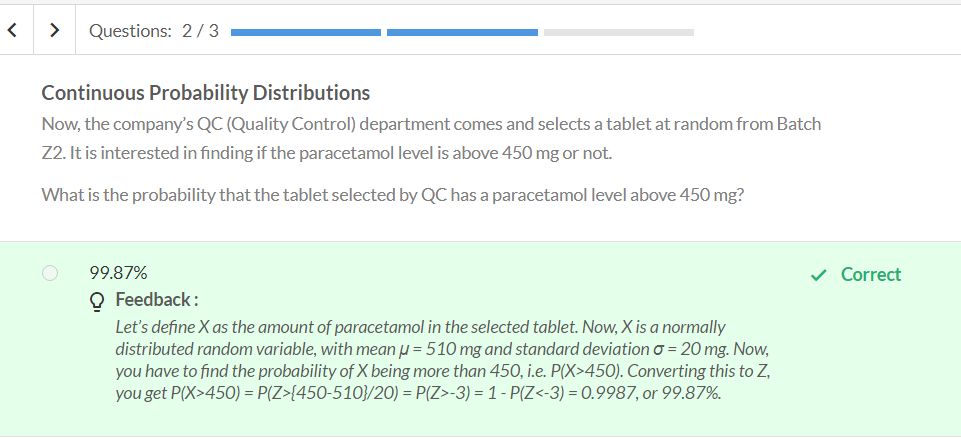 Questions: 2 / 3
Continuous Probability Distributions
Now, the company's QC (Quality Control) department comes and selects a tablet at random from Batch
Z2. It is interested in finding if the paracetamol level is above 450 mg or not.
What is the probability that the tablet selected by QC has a paracetamol level above 450 mg?
99.87%
Correct
Feedback :
Let's define X as the amount of paracetamol in the selected tablet. Now, X is a normally
distributed random variable, with mean μ = 510 mg and standard deviation σ = 20 mg. Now,
you have to find the probability of X being more than 450, i.e. P(X>450). Converting this to Z,
you get P(X>450) = P(Z>{450-510}/20) = P(Z>-3) = 1 - P(Z<-3) = 0.9987, or 99.87%.